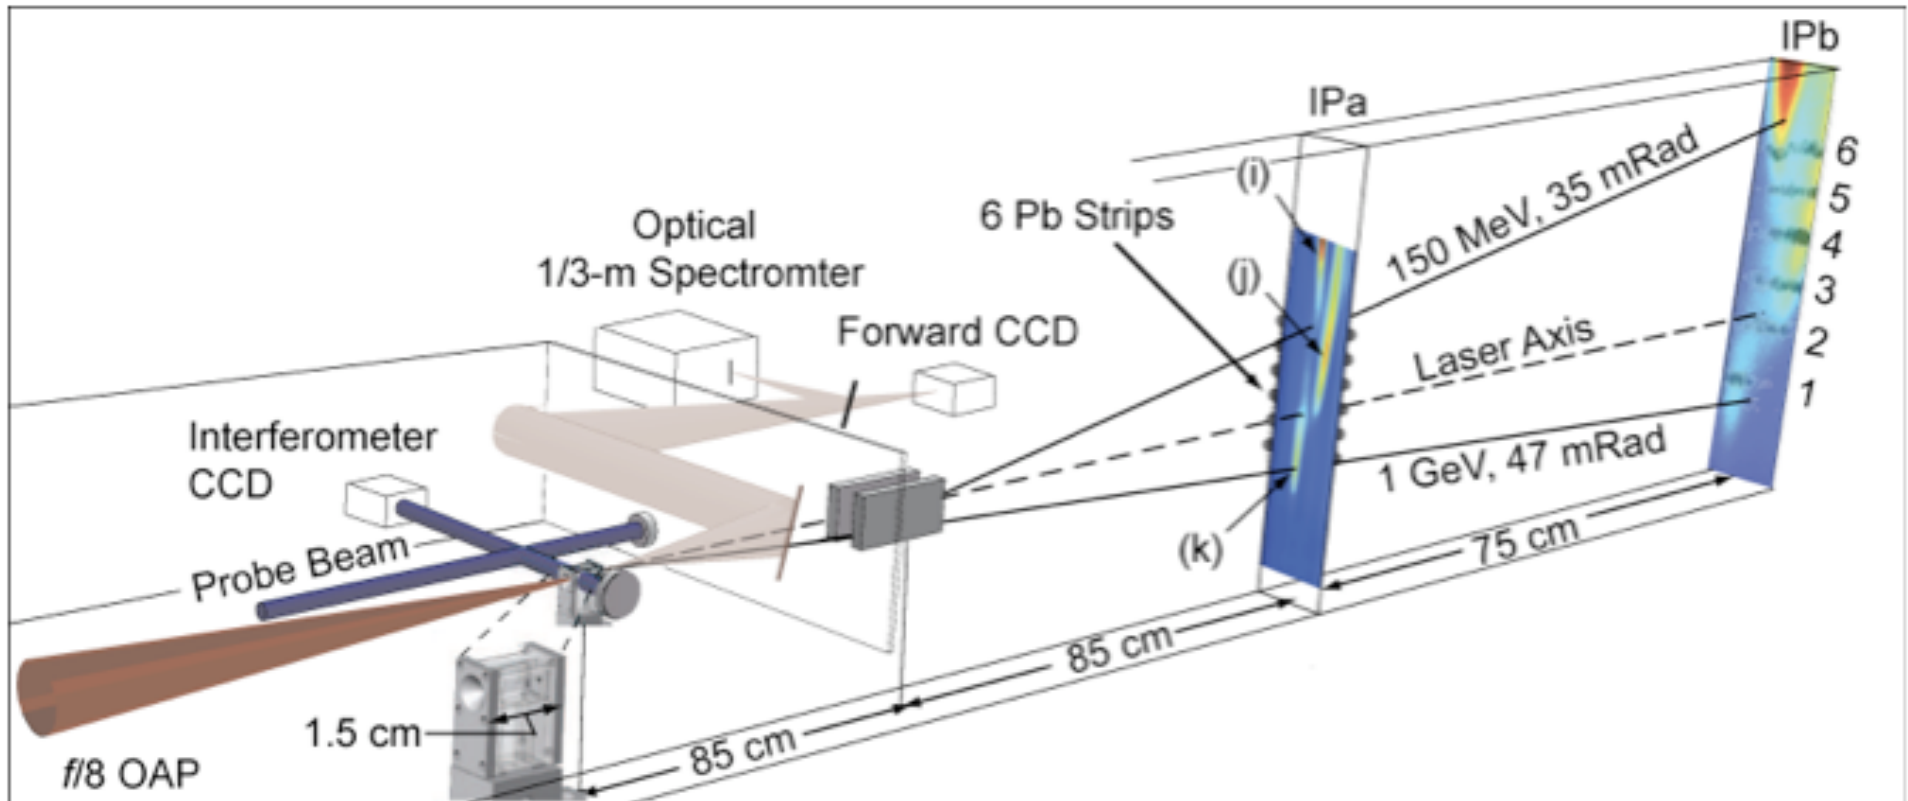 IPb
IPa
(i)
6
150 MeV, 35 mRad
5
6 Pb Strips
Optical
1/3-m Spectromter
4
(j)
3
Forward CCD
Laser Axis
2
1
Interferometer
CCD
1 GeV, 47 mRad
(k)
75 cm
Probe Beam
85 cm
1.5 cm
85 cm
f/8 OAP